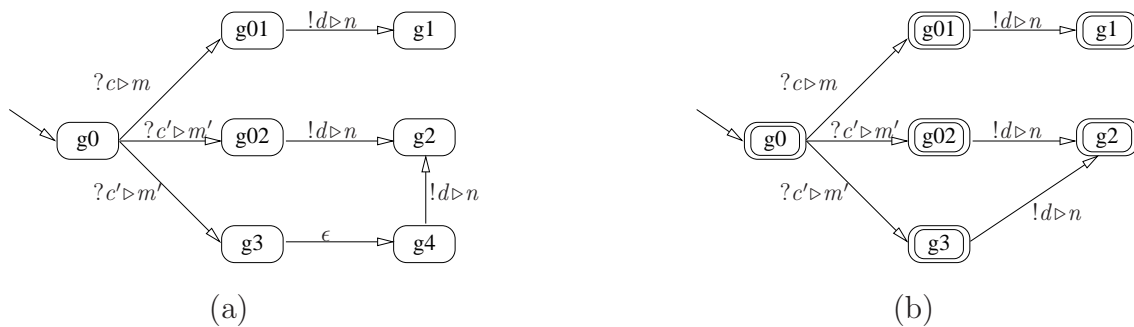 g01 !d▹n g1 g01 !d▹n g1
?c▹m ?c▹m
g0 ?c′▹m′ g02 !d▹n g2 g0 ?c′▹m′ g02 !d▹n g2
?c′▹m′ !d▹n ?c′▹m′ !d▹n
g3 ϵ g4 g3
(a) (b)